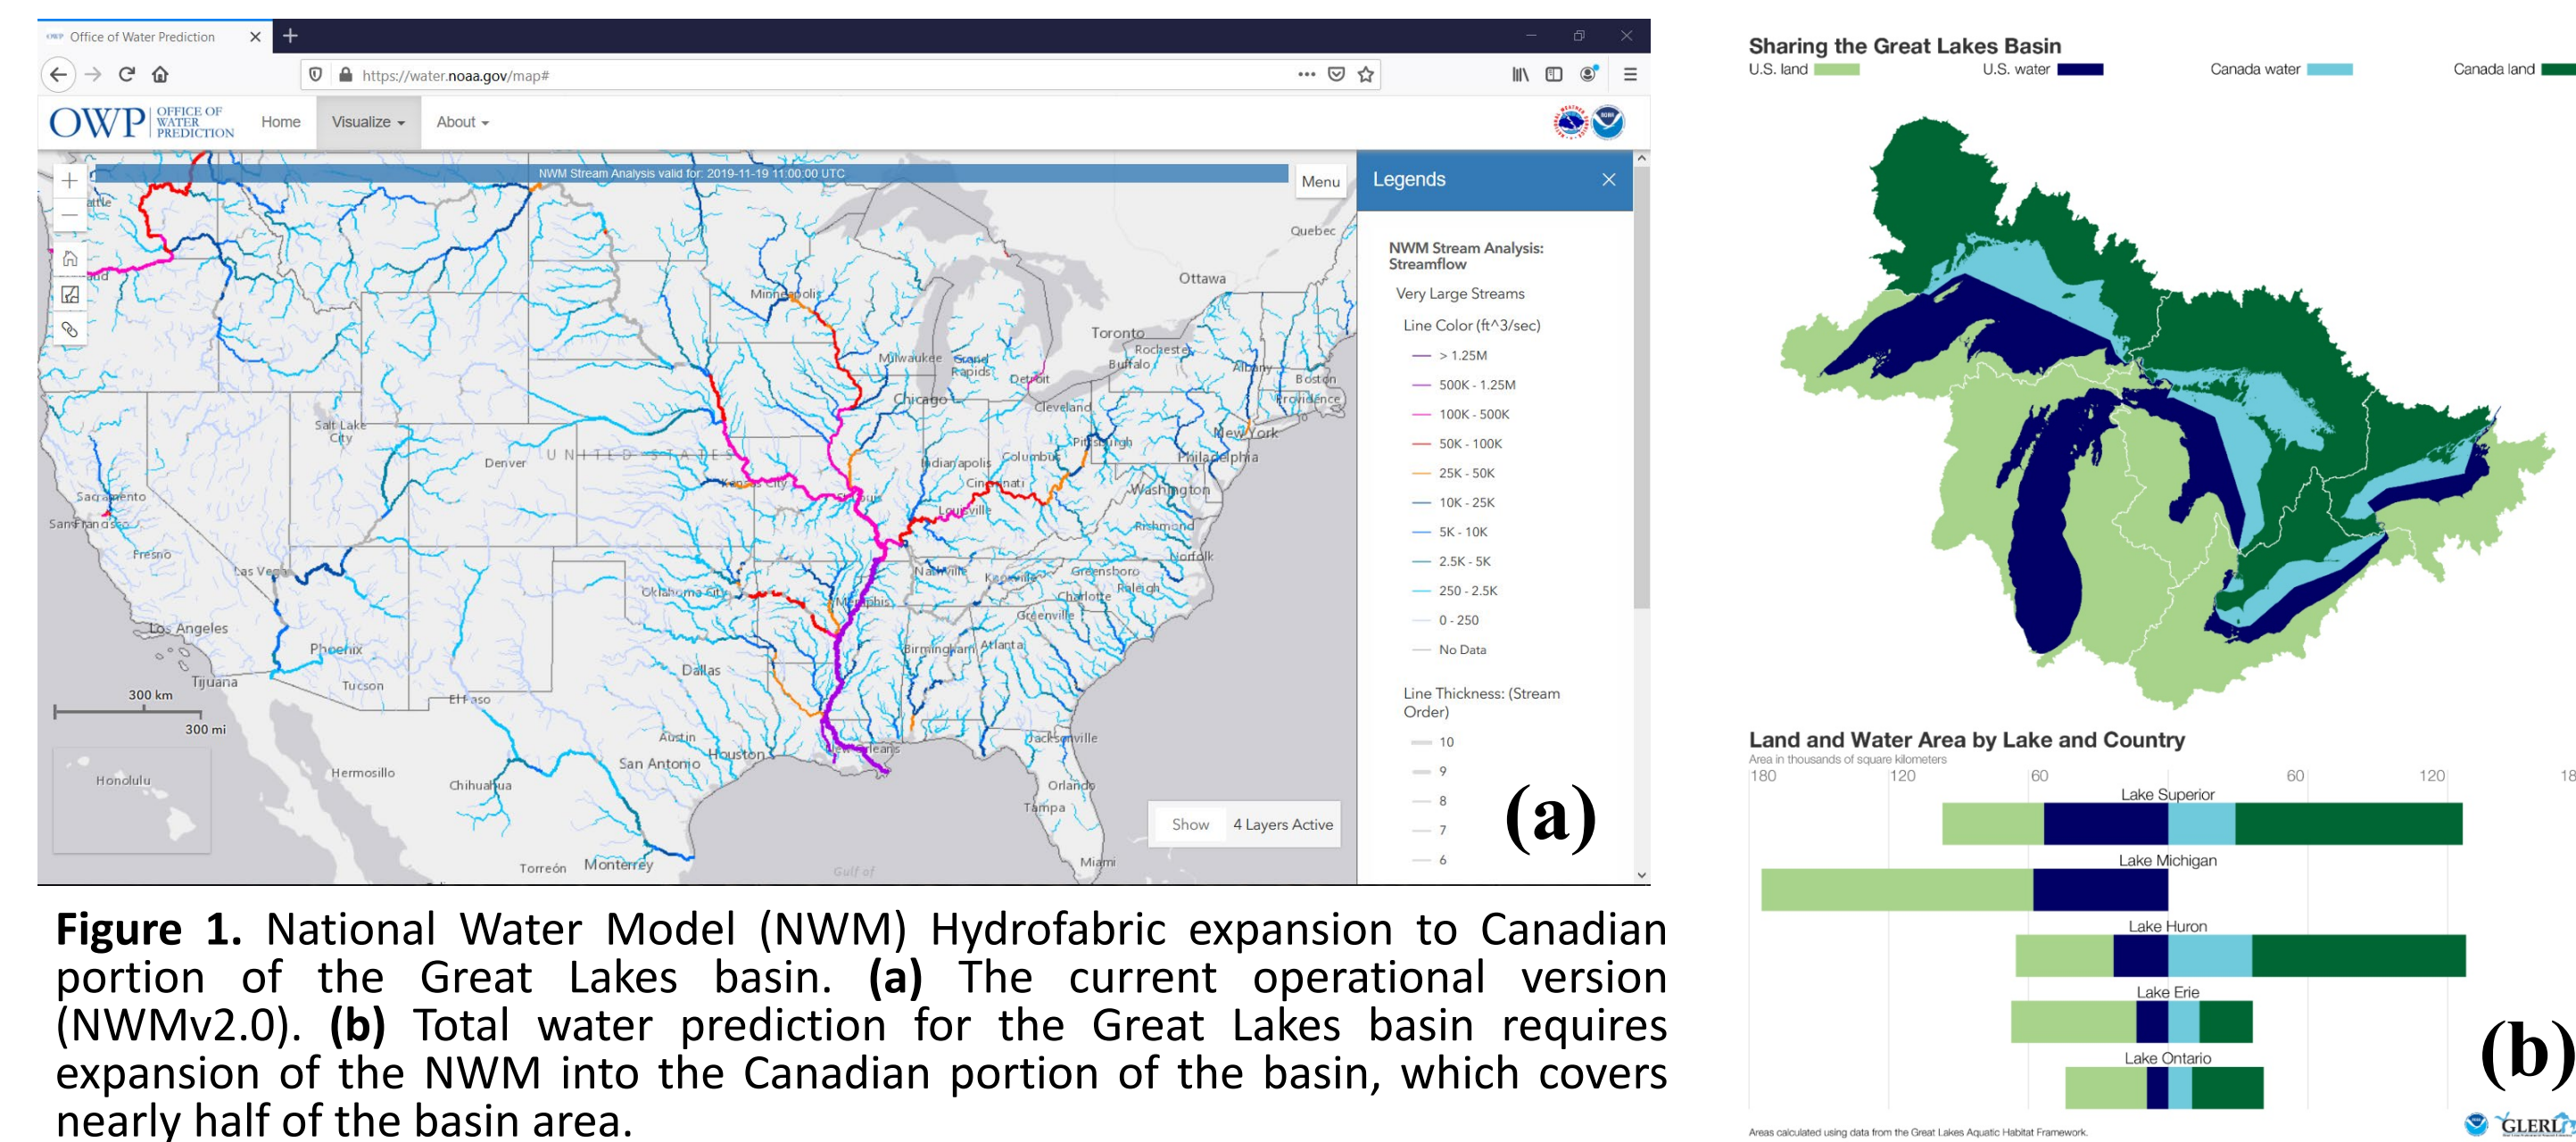 Office of Water Prediction
https://water.noaa.gov/map#
OWP OFFICE OF WATER PREDICTION
Home
Visualize
About
NWM Stream Analysis valid for: 2019-11-19 11:00:00 UTC
Menu
Legends
NWM Stream Analysis:
Streamflow
Very Large Streams
Line Color (ft^3/sec)
> 1.25M
500K - 1.25M
100K - 500K
50K - 100K
25K - 50K
10K - 25K
5K - 10K
2.5K - 5K
250 - 2.5K
0 - 250
No Data
Line Thickness: (Stream
Order)
10
9
8
7
6
Quebec
Ottawa
Minneapolis
Toronto
Rochester
Buffalo
Albany
Boston
Providence
Milwaukee
Grand
Rapids
Detroit
Chicago
Cleveland
New York
Pittsburgh
Philadelphia
Salt Lake
City
Denver
UNITED STATES
Indianapolis
Columbus
Kansas City
Cincinnati
Washington
Sacramento
San Francisco
Louisville
Richmond
Fresno
Norfolk
Las Vegas
Nashville
Knoxville
Greensboro
Raleigh
Oklahoma City
Memphis
Charlotte
Greenville
Los Angeles
Phoenix
Birmingham
Atlanta
Dallas
Tijuana
Tucson
El Paso
300 km
300 mi
Austin
Houston
New Orleans
Jacksonville
San Antonio
Honolulu
Hermosillo
Chihuahua
Orlando
Tampa
Show
4 Layers Active
Torreón
Monterrey
Miami
Gulf of
(a)
Figure 1. National Water Model (NWM) Hydrofabric expansion to Canadian
portion of the Great Lakes basin. (a) The current operational version
(NWMv2.0). (b) Total water prediction for the Great Lakes basin requires
expansion of the NWM into the Canadian portion of the basin, which covers
nearly half of the basin area.
Sharing the Great Lakes Basin
U.S. land
U.S. water
Canada water
Canada land
Land and Water Area by Lake and Country
Area in thousands of square kilometers
180 120 60 60 120 18
Lake Superior
Lake Michigan
Lake Huron
Lake Erie
Lake Ontario
(b)
Areas calculated using data from the Great Lakes Aquatic Habitat Framework.
GLERL